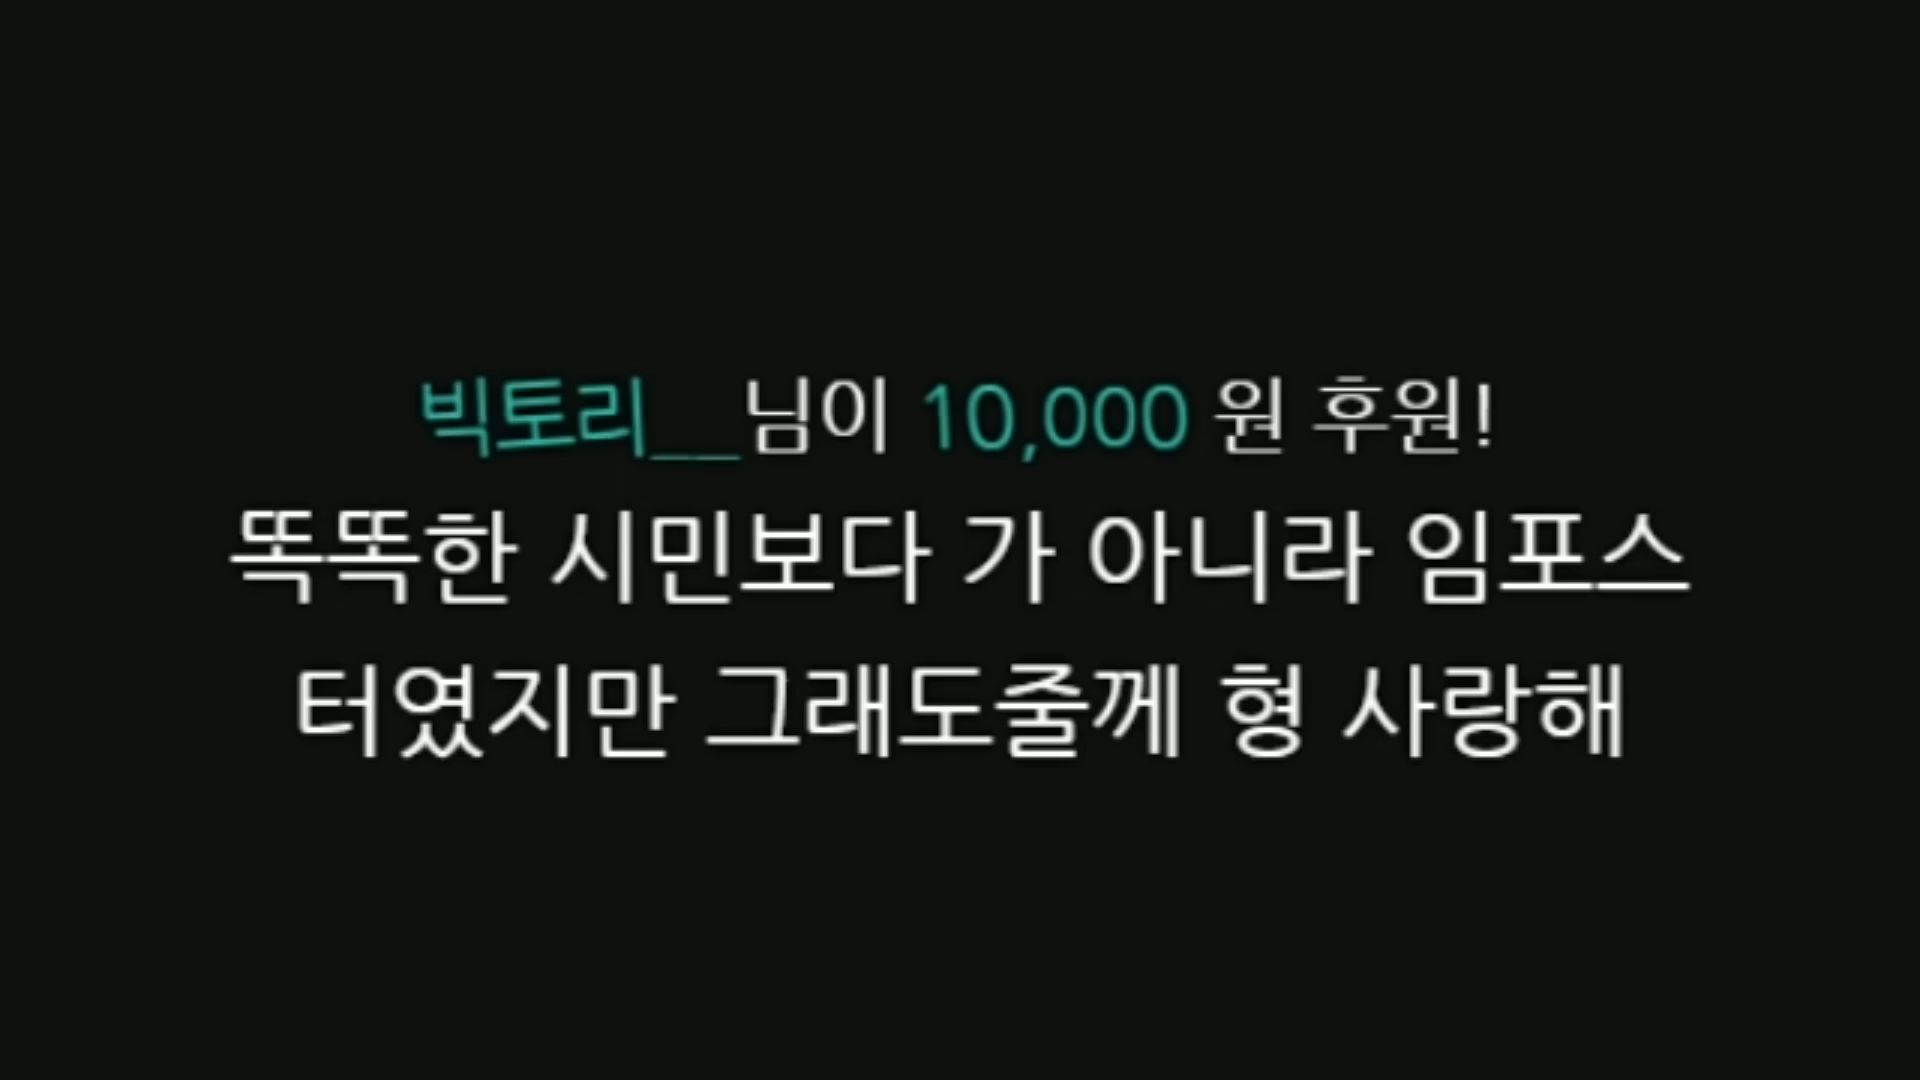 빅토리__님이 10,000 원 후원!
똑똑한 시민보다 가 아니라 임포스
터였지만 그래도줄께 형 사랑해